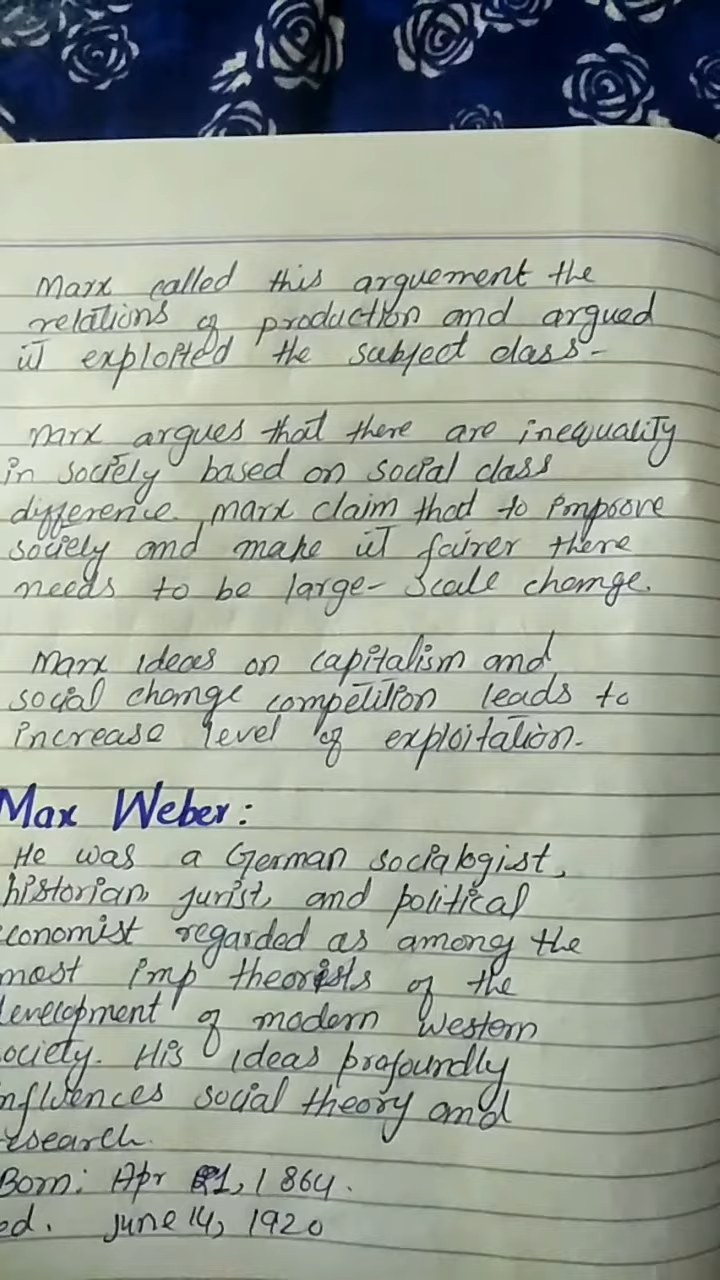 Marx called this arguement the
relations of production and argued
it exploited the subject class-
Marx argues that there are inequality
in society based on social class
difference, marx claim that to improove
society and make it fairer there
needs to be large- scale change.
Marx ideas on capitalism and
social change competition leads to
increase level of exploitation-
Max Weber:
He was a German socialogist,
historian, jurist, and political
conomist regarded as among the
most imp theorists of the
development of modern western
ociety. His ideas profoundly
nfluences social theory and
research.
Born: Apr 21, 1864.
ed. June 14, 1920